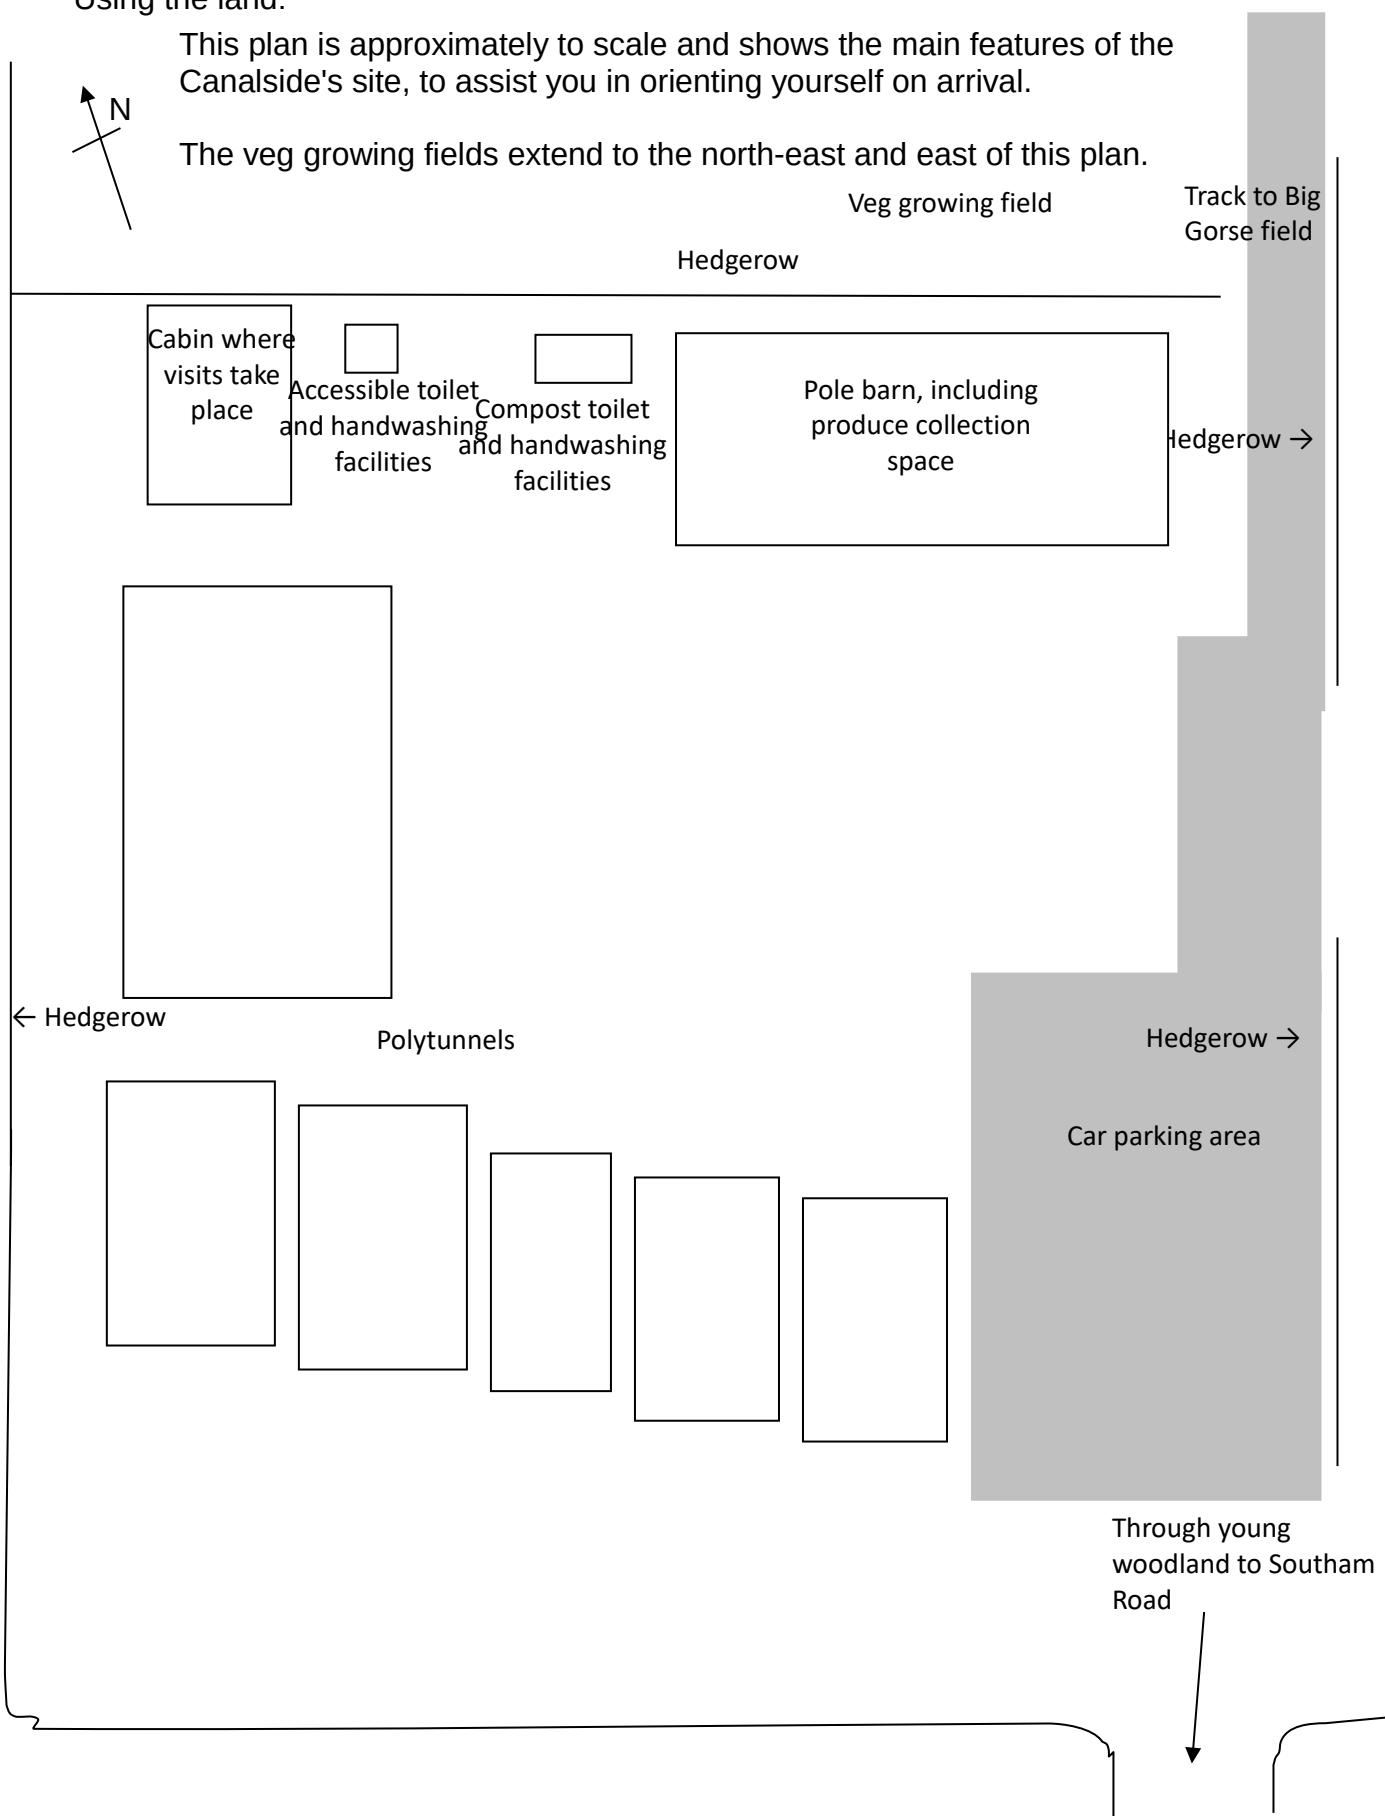 Using the land:
This plan is approximately to scale and shows the main features of the
Canalside's site, to assist you in orienting yourself on arrival.
N
The veg growing fields extend to the north-east and east of this plan.
Veg growing field
Track to Big
Gorse field
Hedgerow
Cabin where
visits take
place
Accessible toilet
and handwashing
facilities
Compost toilet
and handwashing
facilities
Pole barn, including
produce collection
space
Hedgerow →
← Hedgerow
Polytunnels
Hedgerow →
Car parking area
Through young
woodland to Southam
Road